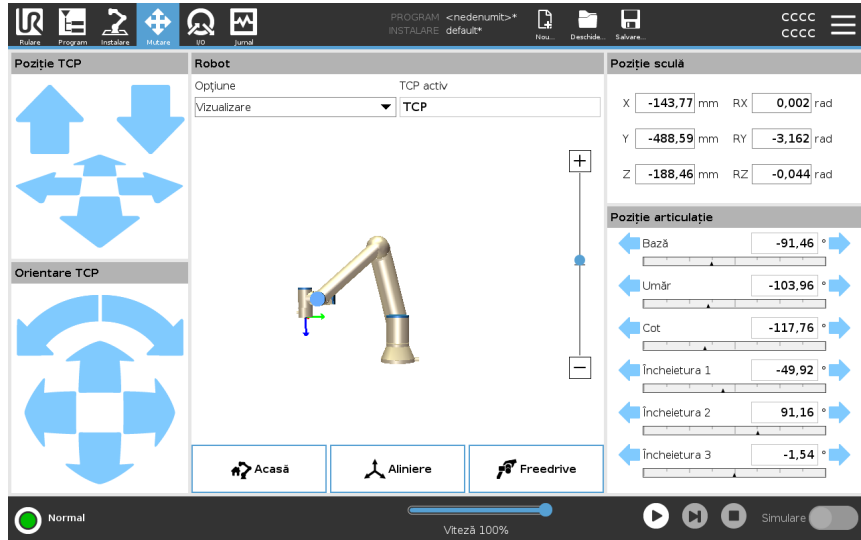 UR
PROGRAM <nedenumit>*
INSTALARE default*
CCCC
CCCC
Rulare Program Instalare Mutare I/O Jurnal Nou... Deschide... Salvare...
Poziție TCP
Robot
Poziție sculă
Opțiune TCP activ
Vizualizare TCP
X -143,77 mm RX 0,002 rad
Y -488,59 mm RY -3,162 rad
Z -188,46 mm RZ -0,044 rad
Poziție articulație
Bază -91,46 °
Orientare TCP
Umăr -103,96 °
Cot -117,76 °
Încheietura 1 -49,92 °
Încheietura 2 91,16 °
Încheietura 3 -1,54 °
Acasă Aliniere Freedrive
Normal
Viteză 100%
Simulare